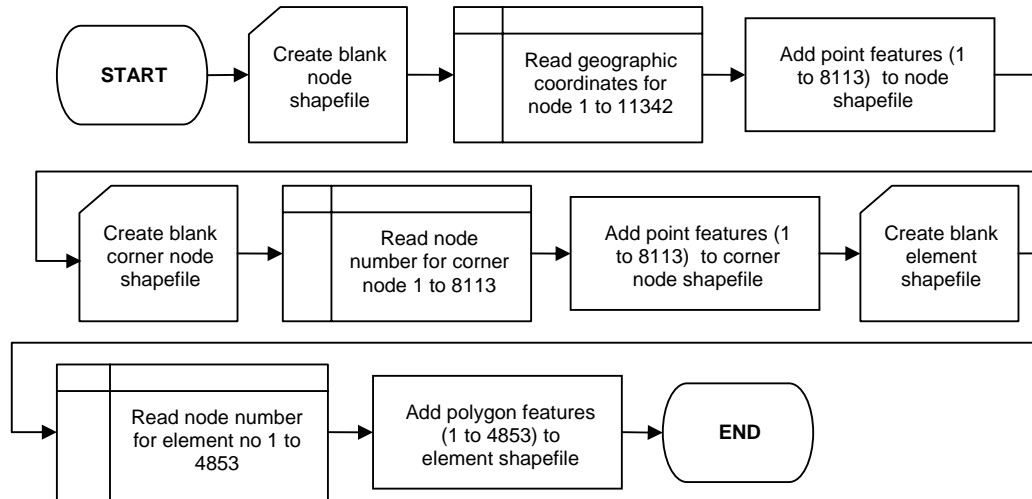 START
Create blank
node
shapefile
Read geographic
coordinates for
node 1 to 11342
Add point features (1
to 8113)  to node
shapefile
Create blank
corner node
shapefile
Read node
number for corner
node 1 to 8113
Add point features (1
to 8113)  to corner
node shapefile
Create blank
element
shapefile
Read node number
for element no 1 to
4853
Add polygon features
(1 to 4853) to
element shapefile
END